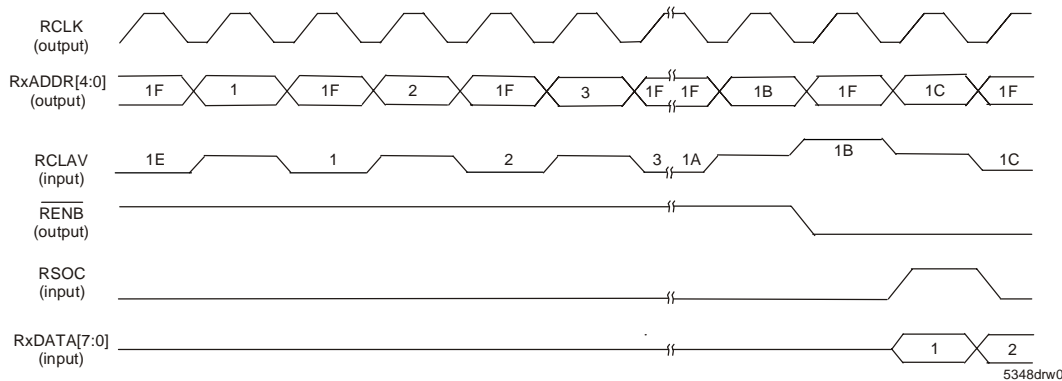 RCLK
(output)
RxADDR[4:0]
(output)
1F 1 1F 2 1F 3 1F 1F 1B 1F 1C 1F
RCLAV
(input)
1E 1 2 3 1A 1B 1C
RENB
(output)
RSOC
(input)
RxDATA[7:0]
(input)
1 2
5348drw0